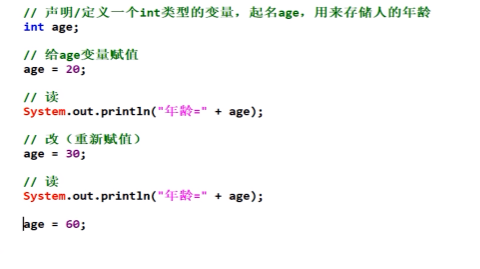 // 声明/定义一个int类型的变量，起名age，用来存储人的年龄
int age;
// 给age变量赋值
age = 20;
// 读
System.out.println("年龄=" + age);
// 改（重新赋值）
age = 30;
// 读
System.out.println("年龄=" + age);
age = 60;